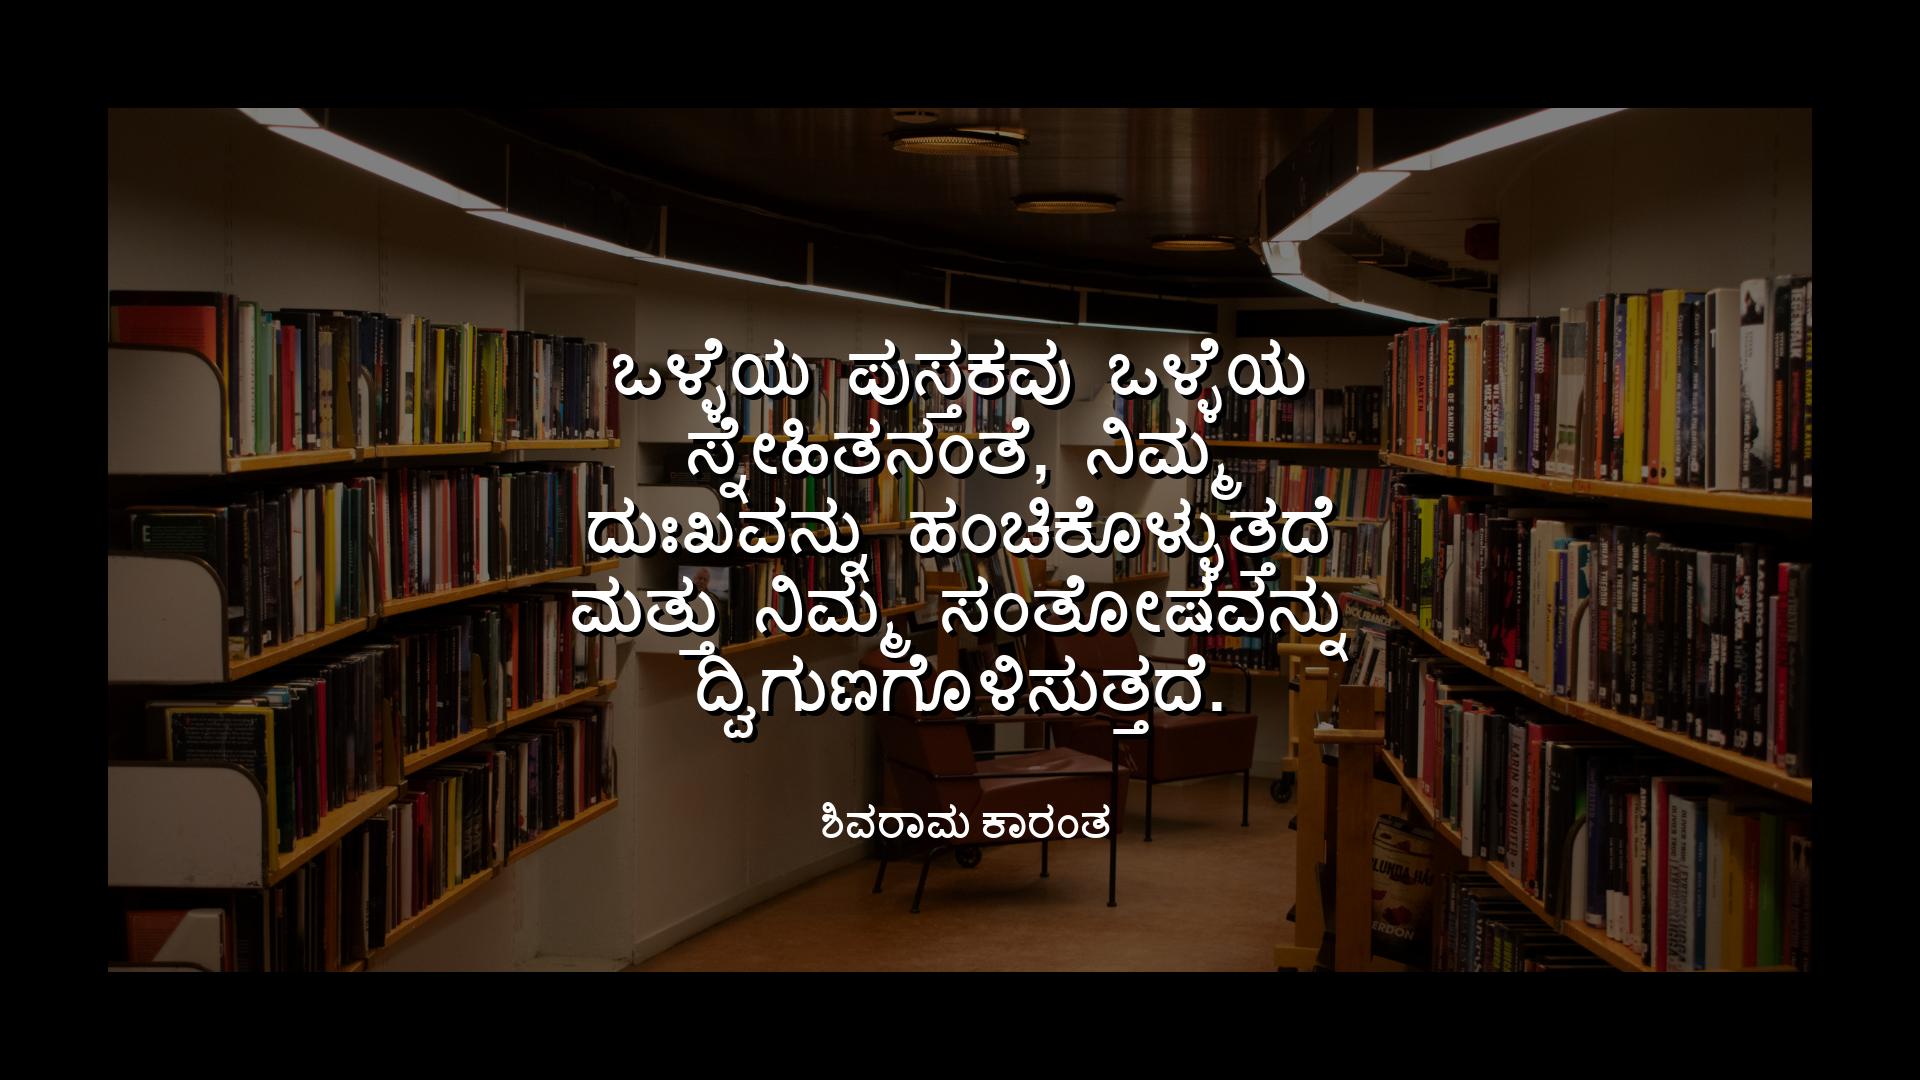 ಒಳ್ಳೆಯ ಪುಸ್ತಕವು ಒಳ್ಳೆಯ
ಸ್ನೇಹಿತನಂತೆ, ನಿಮ್ಮ
ದುಃಖವನ್ನು ಹಂಚಿಕೊಳ್ಳುತ್ತದೆ
ಮತ್ತು ನಿಮ್ಮ ಸಂತೋಷವನ್ನು
ದ್ವಿಗುಣಗೊಳಿಸುತ್ತದೆ.
ಶಿವರಾಮ ಕಾರಂತ